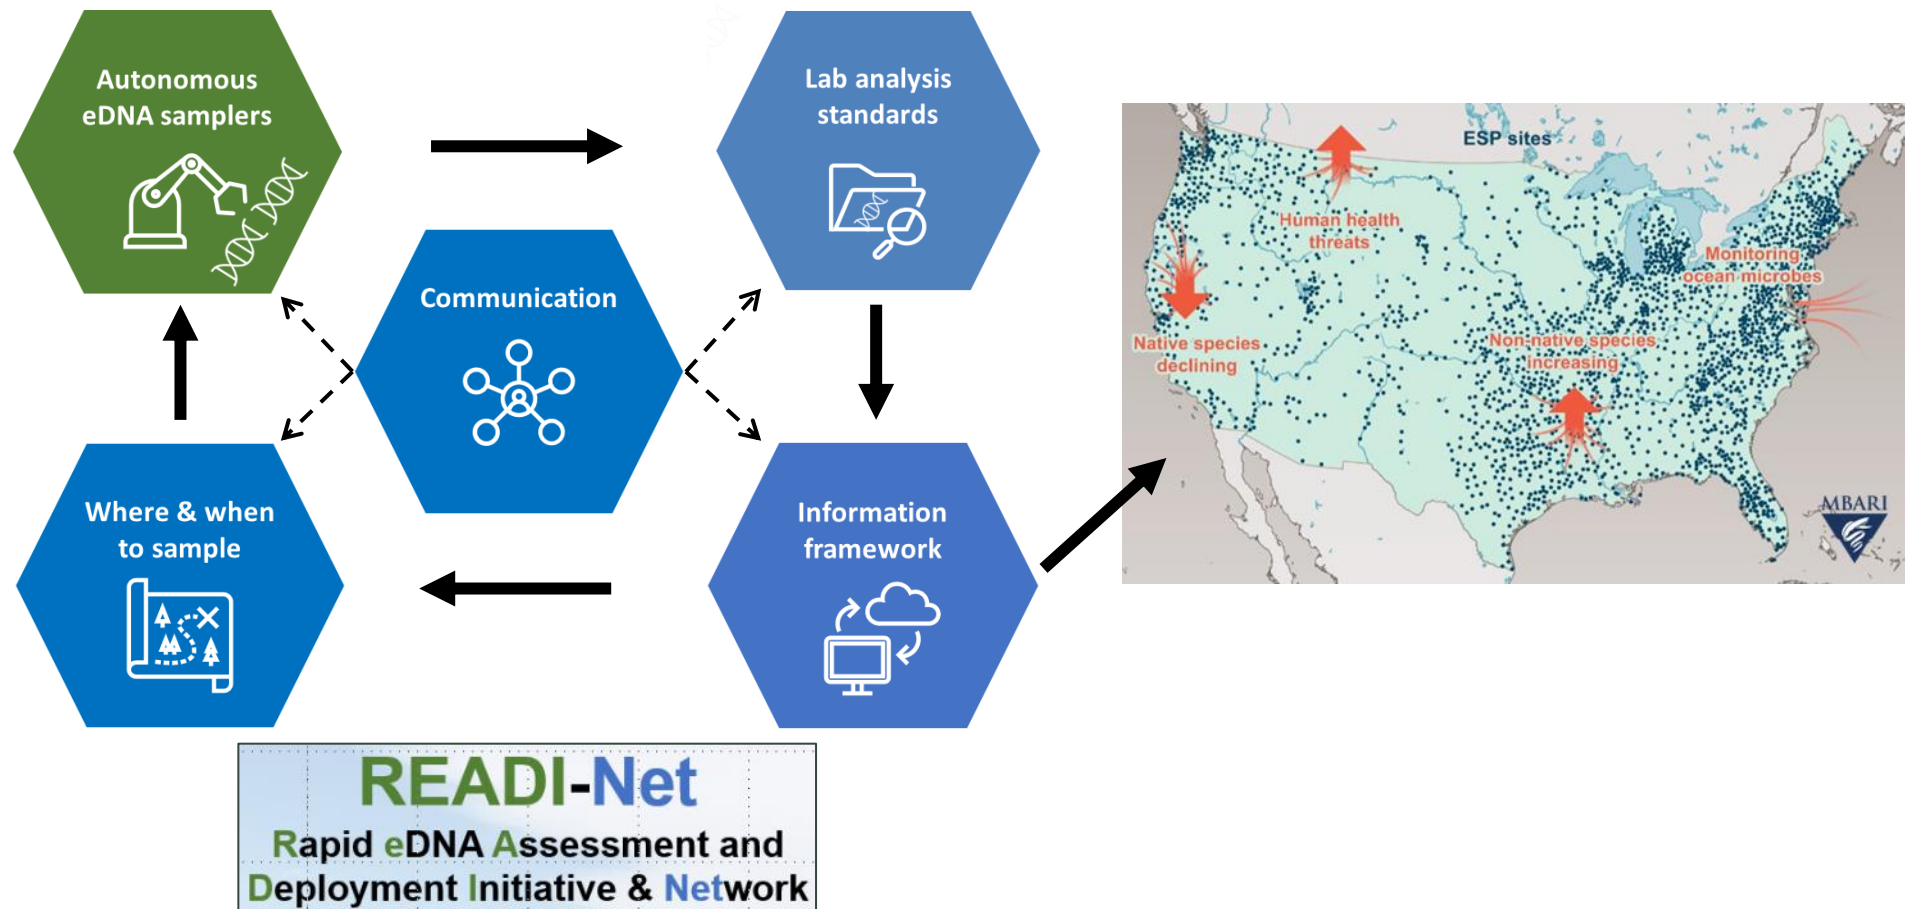 Autonomous
eDNA samplers
Lab analysis
standards
Communication
Where & when
to sample
Information
framework
READI-Net
Rapid eDNA Assessment and
Deployment Initiative & Network
ESP sites
Human health
threats
Monitoring
ocean microbes
Native species
declining
Non-native species
increasing
MBARI